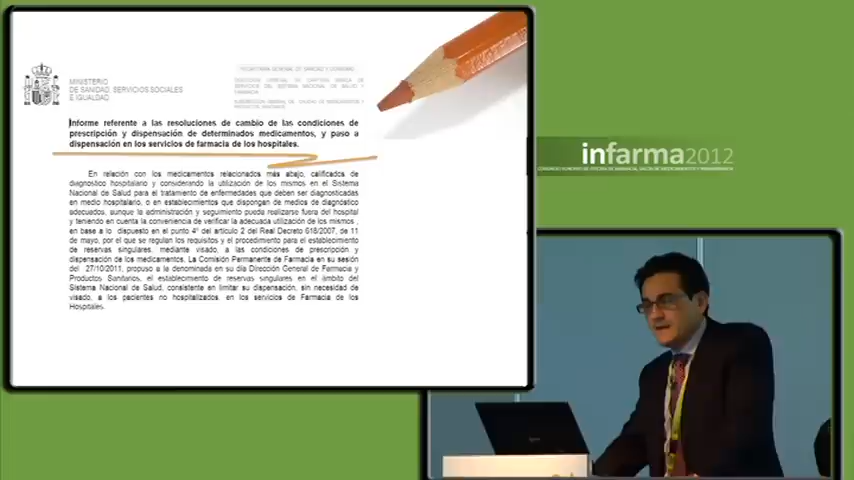 MINISTERIO
DE SANIDAD, SERVICIOS SOCIALES
E IGUALDAD
Informe referente a las resoluciones de cambio de las condiciones de
prescripción y dispensación de determinados medicamentos, y paso a
dispensación en los servicios de farmacia de los hospitales.
En relación con los medicamentos relacionados más abajo, calificados de
diagnostico hospitalario y considerando la utilización de los mismos en el Sistema
Nacional de Salud para el tratamiento de enfermedades que deben ser diagnosticadas
en medio hospitalario, o en establecimientos que dispongan de medios de diagnóstico
adecuados, aunque la administración y seguimiento pueda realizarse fuera del hospital
y teniendo en cuenta la conveniencia de verificar la adecuada utilización de los mismos ,
en base a lo dispuesto en el punto 4º del artículo 2 del Real Decreto 618/2007, de 11
de mayo, por el que se regulan los requisitos y el procedimiento para el establecimiento
de reservas singulares, mediante visado, a las condiciones de prescripción y
dispensación de los medicamentos. La Comisión Permanente de Farmacia en su sesión
del 27/10/2011, propuso a la denominada en su día Dirección General de Farmacia y
Productos Sanitarios, el establecimiento de reservas singulares en el ámbito del
Sistema Nacional de Salud, consistente en limitar su dispensación, sin necesidad de
visado, a los pacientes no hospitalizados, en los servicios de Farmacia de los
Hospitales.
infarma2012